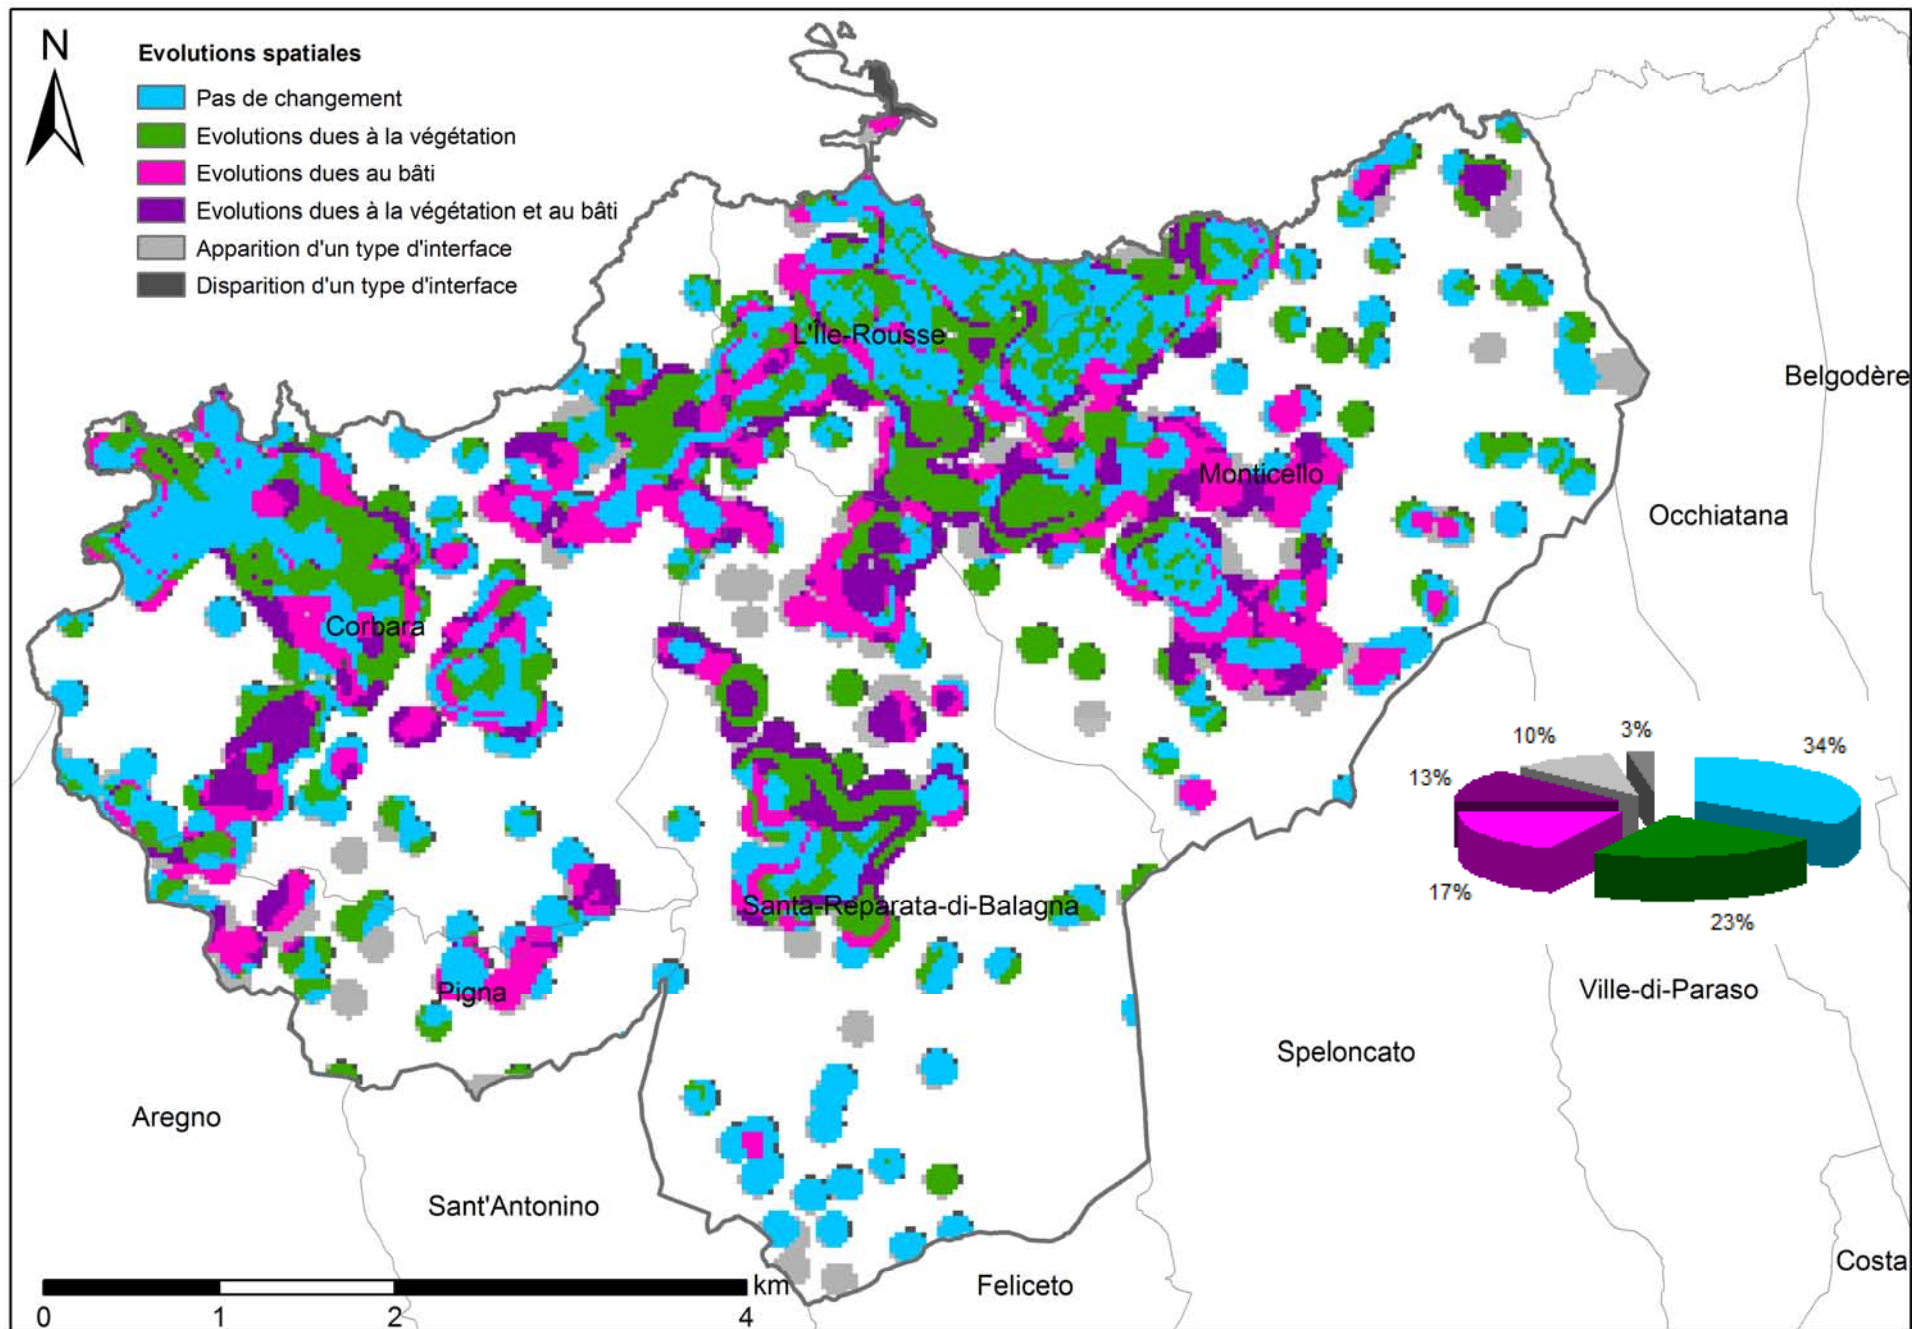 N
Evolutions spatiales
Pas de changement
Evolutions dues à la végétation
Evolutions dues au bâti
Evolutions dues à la végétation et au bâti
Apparition d'un type d'interface
Disparition d'un type d'interface
L'Île-Rousse
Belgodère
Monticello
Occhiatana
Corbara
10%
3%
34%
13%
17%
23%
Santa-Reparata-di-Balagna
Pigna
Ville-di-Paraso
Speloncato
Aregno
Sant'Antonino
Feliceto
Costa
km
0 1 2 4